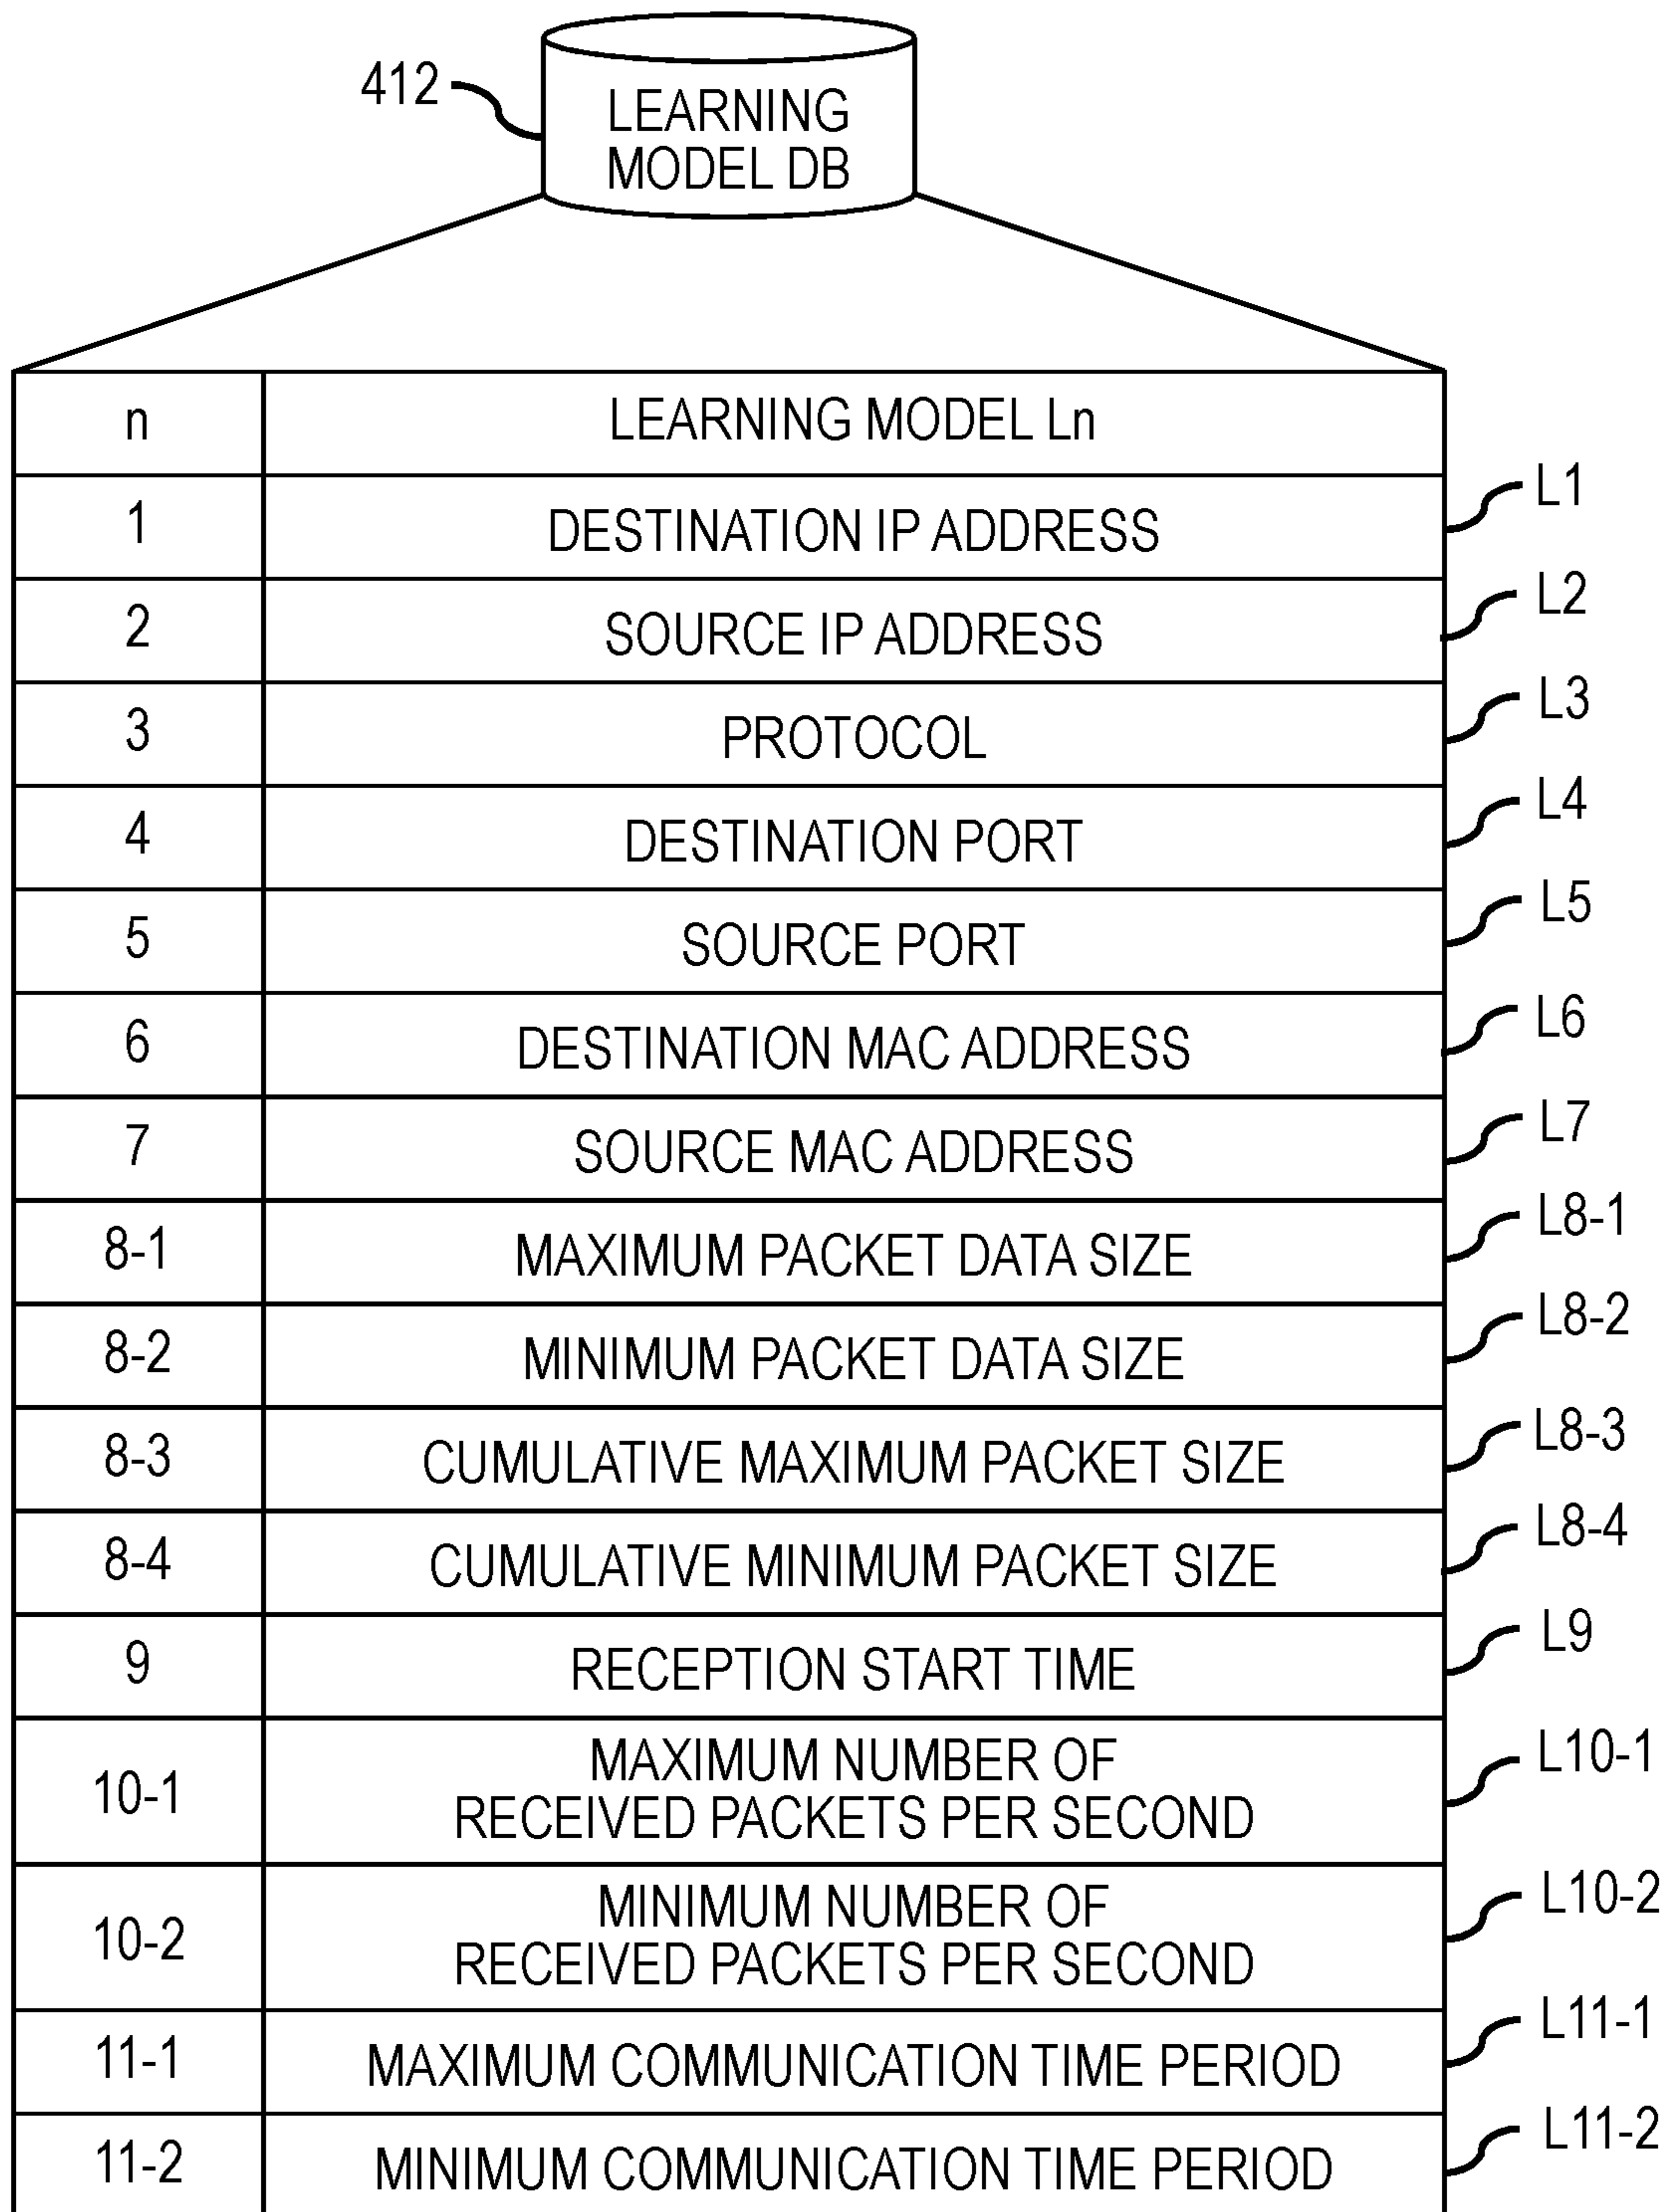 412
LEARNING
MODEL DB
n LEARNING MODEL Ln
1 DESTINATION IP ADDRESS L1
2 SOURCE IP ADDRESS L2
3 PROTOCOL L3
4 DESTINATION PORT L4
5 SOURCE PORT L5
6 DESTINATION MAC ADDRESS L6
7 SOURCE MAC ADDRESS L7
8-1 MAXIMUM PACKET DATA SIZE L8-1
8-2 MINIMUM PACKET DATA SIZE L8-2
8-3 CUMULATIVE MAXIMUM PACKET SIZE L8-3
8-4 CUMULATIVE MINIMUM PACKET SIZE L8-4
9 RECEPTION START TIME L9
10-1 MAXIMUM NUMBER OF
RECEIVED PACKETS PER SECOND L10-1
10-2 MINIMUM NUMBER OF
RECEIVED PACKETS PER SECOND L10-2
11-1 MAXIMUM COMMUNICATION TIME PERIOD L11-1
11-2 MINIMUM COMMUNICATION TIME PERIOD L11-2